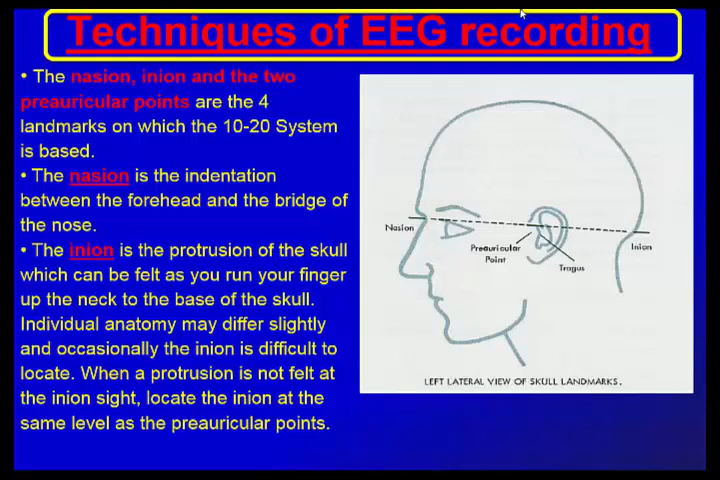 Techniques of EEG recording
• The nasion, inion and the two
preauricular points are the 4
landmarks on which the 10-20 System
is based.
• The nasion is the indentation
between the forehead and the bridge of
the nose.
• The inion is the protrusion of the skull
which can be felt as you run your finger
up the neck to the base of the skull.
Individual anatomy may differ slightly
and occasionally the inion is difficult to
locate. When a protrusion is not felt at
the inion sight, locate the inion at the
same level as the preauricular points.
Nasion
Preauricular
Point
Tragus
Inion
LEFT LATERAL VIEW OF SKULL LANDMARKS.